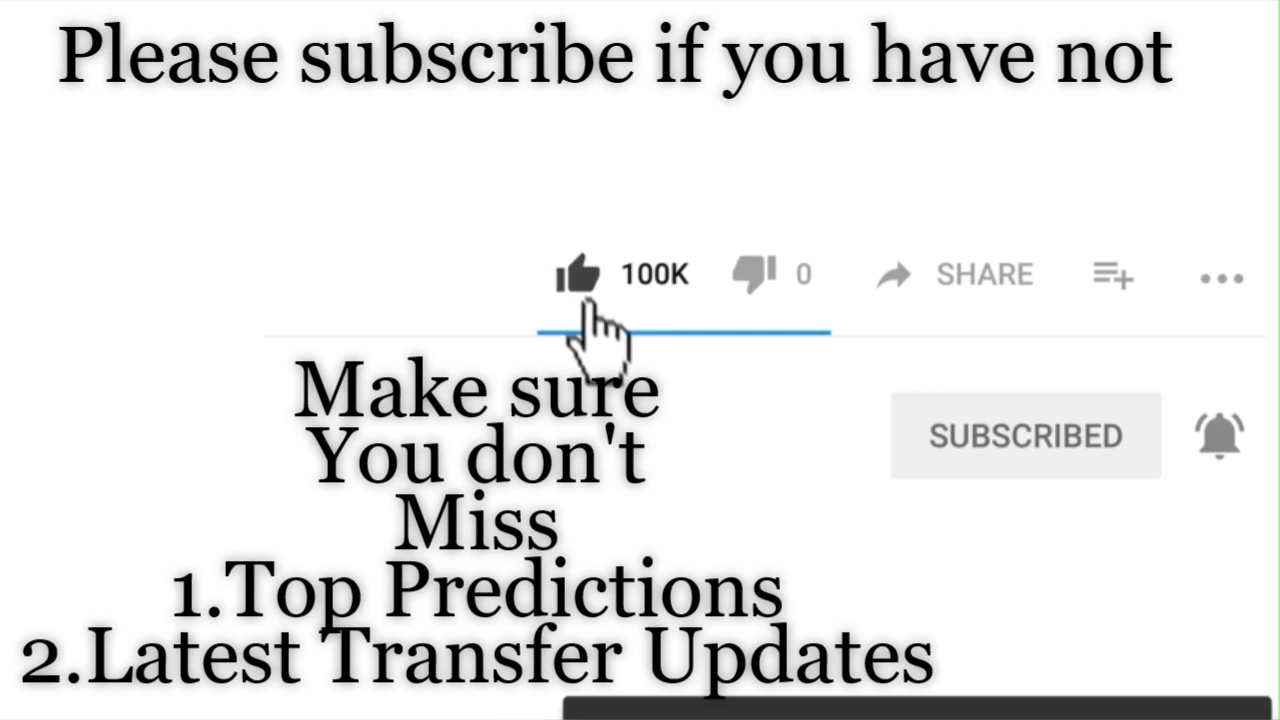 Please subscribe if you have not
100K 0 SHARE
Make sure
You don't
SUBSCRIBED
Miss
1.Top Predictions
2.Latest Transfer Updates